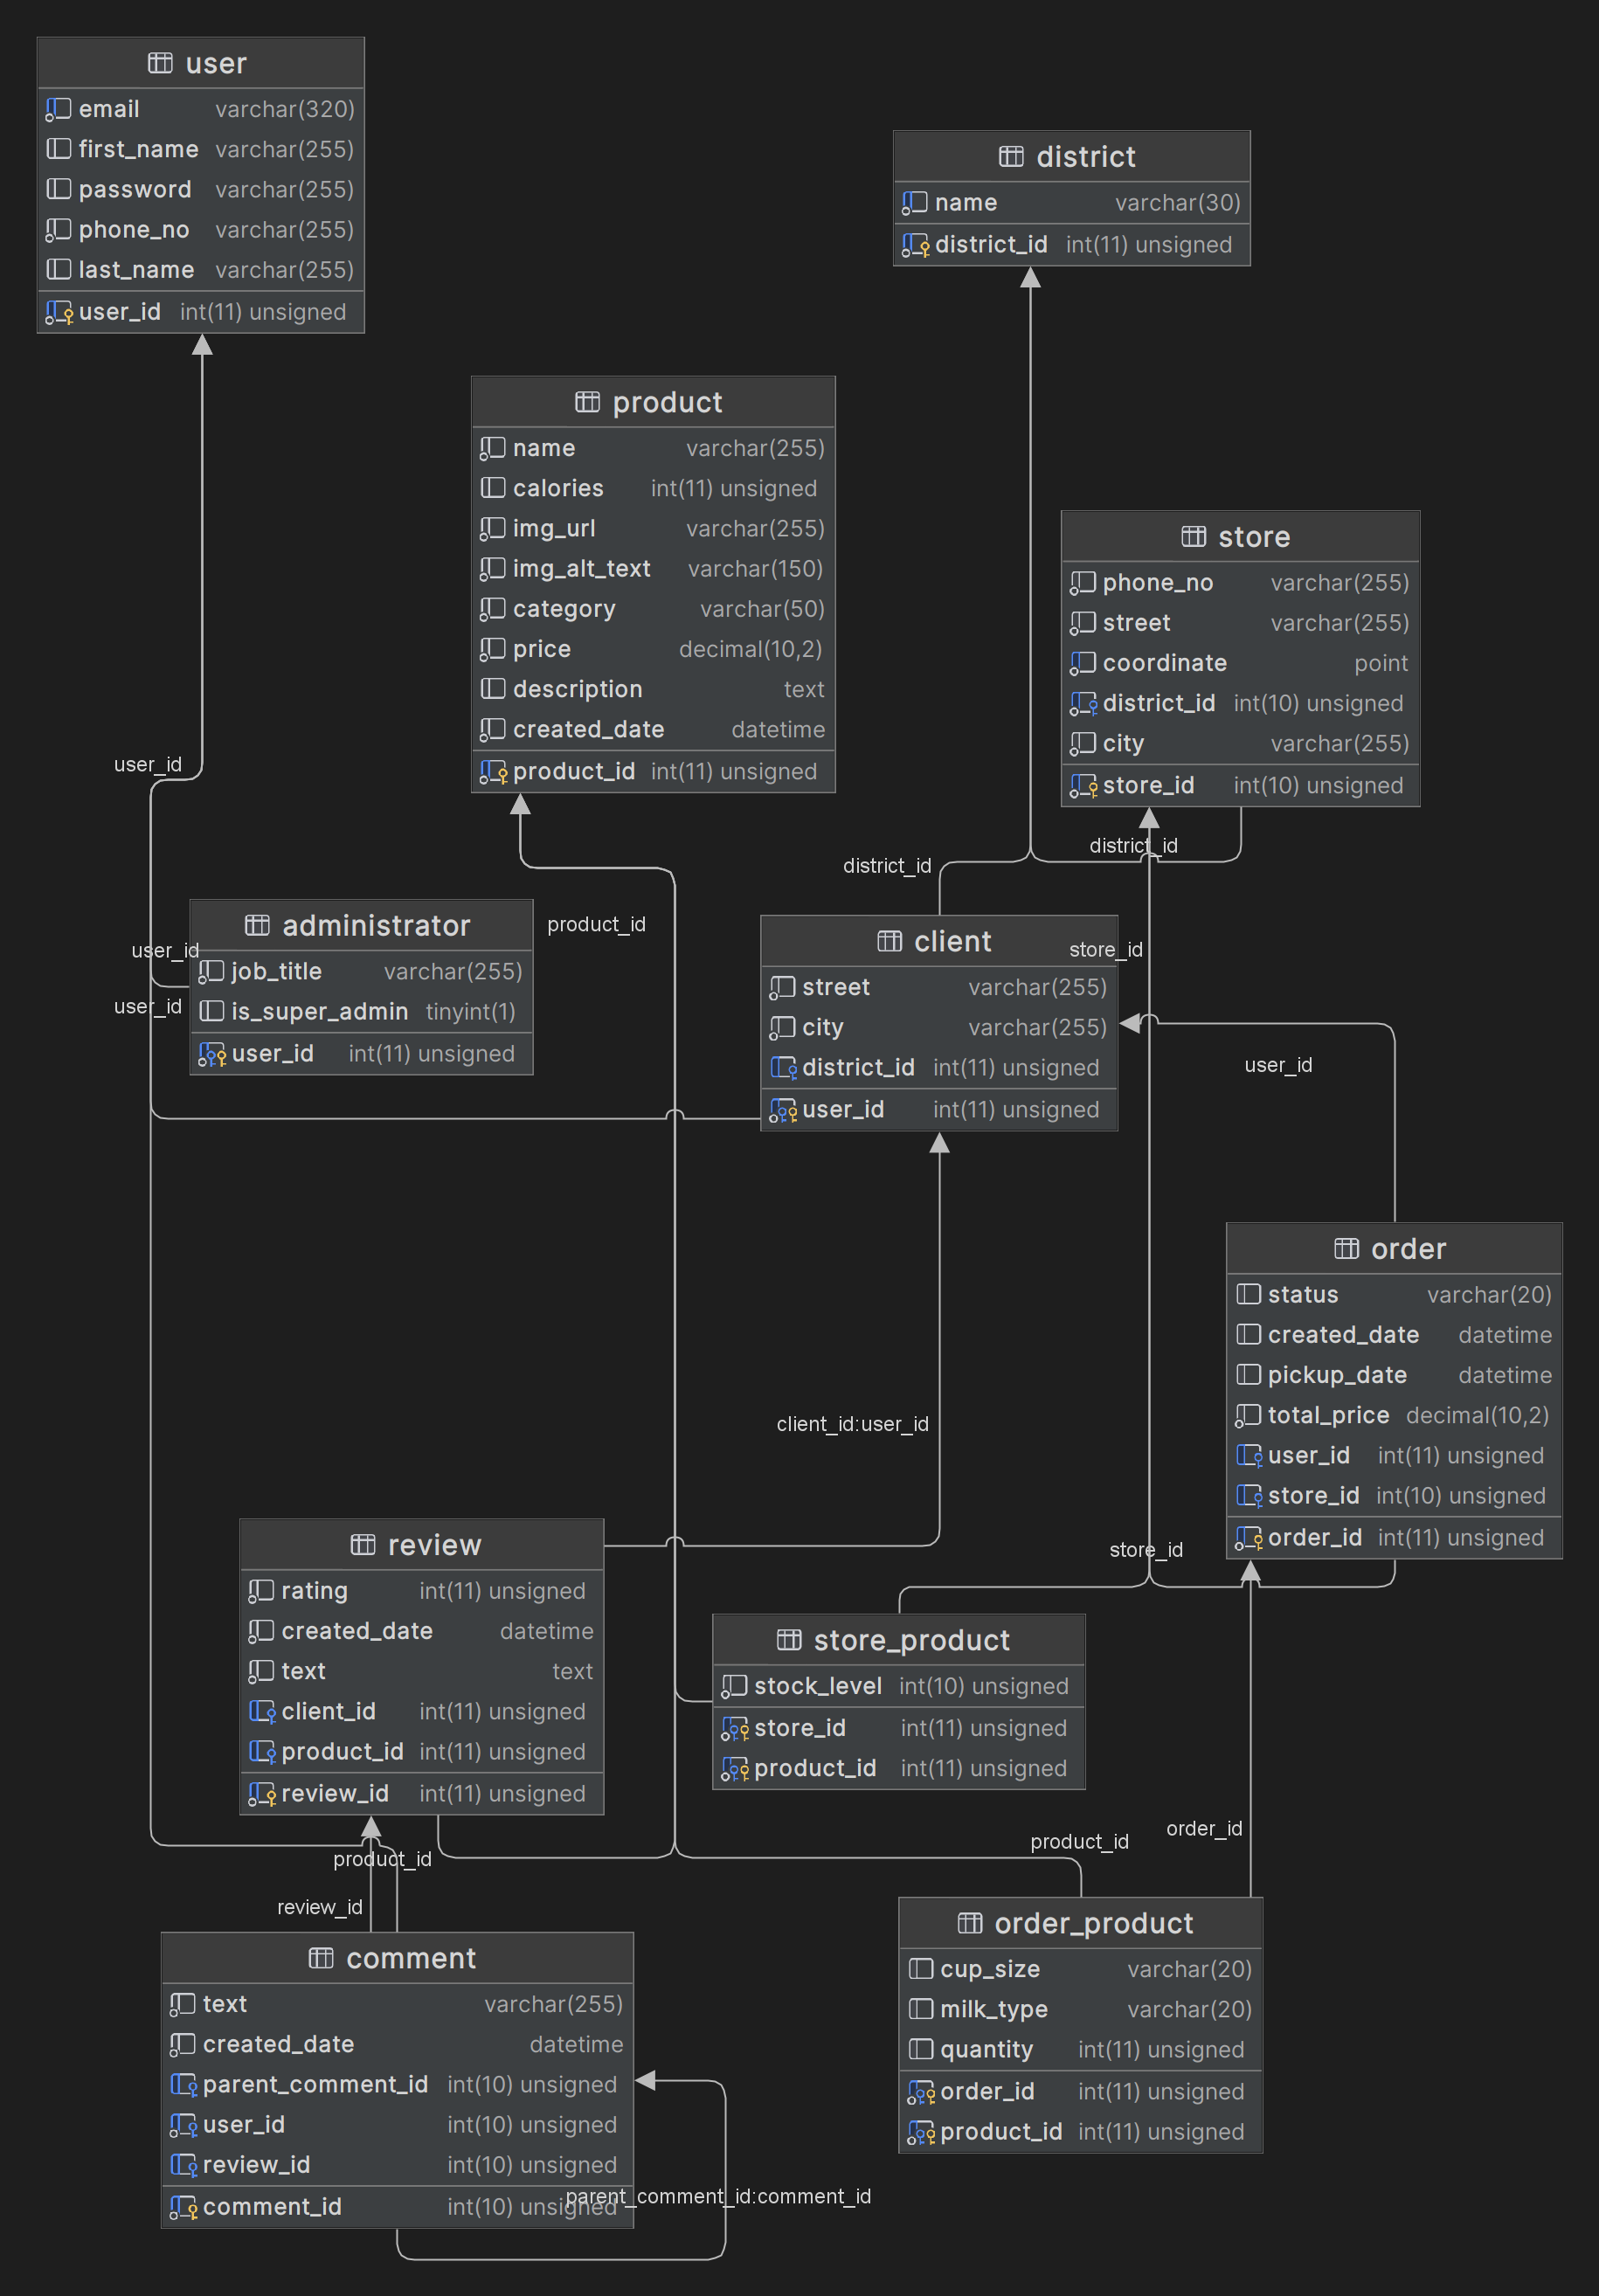 user
email varchar(320)
first_name varchar(255)
password varchar(255)
phone_no varchar(255)
last_name varchar(255)
user_id int(11) unsigned
district
name varchar(30)
district_id int(11) unsigned
product
name varchar(255)
calories int(11) unsigned
img_url varchar(255)
img_alt_text varchar(150)
category varchar(50)
price decimal(10,2)
description text
created_date datetime
product_id int(11) unsigned
store
phone_no varchar(255)
street varchar(255)
coordinate point
district_id int(10) unsigned
city varchar(255)
store_id int(10) unsigned
user_id
district_id
district_id
administrator
job_title varchar(255)
is_super_admin tinyint(1)
user_id int(11) unsigned
user_id
user_id
product_id
client
street varchar(255)
city varchar(255)
district_id int(11) unsigned
user_id int(11) unsigned
store_id
user_id
order
status varchar(20)
created_date datetime
pickup_date datetime
total_price decimal(10,2)
user_id int(11) unsigned
store_id int(10) unsigned
order_id int(11) unsigned
client_id:user_id
store_id
review
rating int(11) unsigned
created_date datetime
text text
client_id int(11) unsigned
product_id int(11) unsigned
review_id int(11) unsigned
store_product
stock_level int(10) unsigned
store_id int(11) unsigned
product_id int(11) unsigned
product_id
review_id
product_id
order_id
comment
text varchar(255)
created_date datetime
parent_comment_id int(10) unsigned
user_id int(10) unsigned
review_id int(10) unsigned
comment_id int(10) unsigned
parent_comment_id:comment_id
order_product
cup_size varchar(20)
milk_type varchar(20)
quantity int(11) unsigned
order_id int(11) unsigned
product_id int(11) unsigned